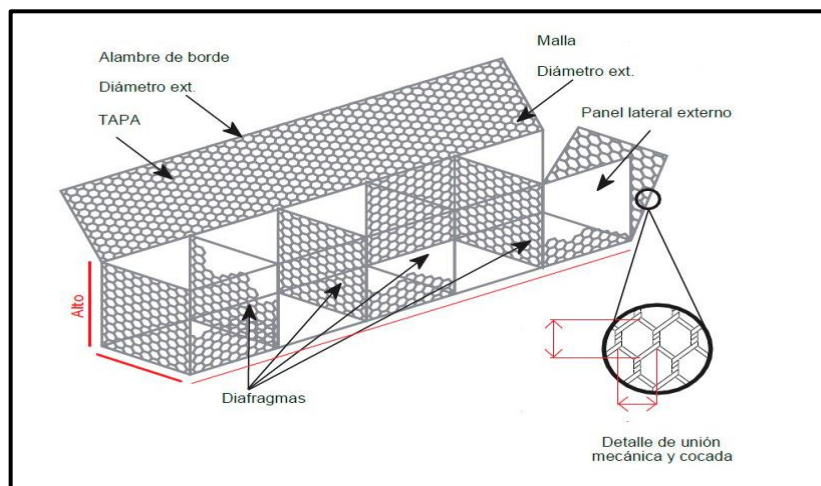 Alambre de borde
Diámetro ext.
TAPA
Malla
Diámetro ext.
Panel lateral externo
Alto
Diafragmas
Detalle de unión
mecánica y cocada